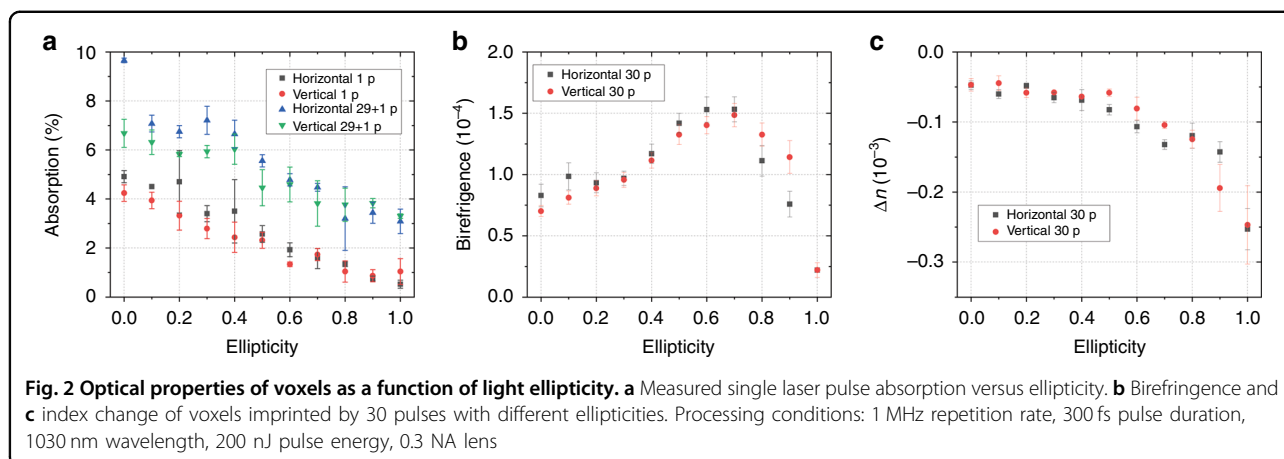 a
b
c
10
8
6
4
2
0
Absorption (%)
Horizontal 1 p
Vertical 1 p
Horizontal 29+1 p
Vertical 29+1 p
0.0 0.2 0.4 0.6 0.8 1.0
Ellipticity
2.0
1.5
1.0
0.5
0.0
Birefrigence (10⁻⁴)
Horizontal 30 p
Vertical 30 p
0.0 0.2 0.4 0.6 0.8 1.0
Ellipticity
0.0
−0.1
−0.2
−0.3
Δn (10⁻³)
Horizontal 30 p
Vertical 30 p
0.0 0.2 0.4 0.6 0.8 1.0
Ellipticity
Fig. 2 Optical properties of voxels as a function of light ellipticity. a Measured single laser pulse absorption versus ellipticity. b Birefringence and
c index change of voxels imprinted by 30 pulses with different ellipticities. Processing conditions: 1 MHz repetition rate, 300 fs pulse duration,
1030 nm wavelength, 200 nJ pulse energy, 0.3 NA lens